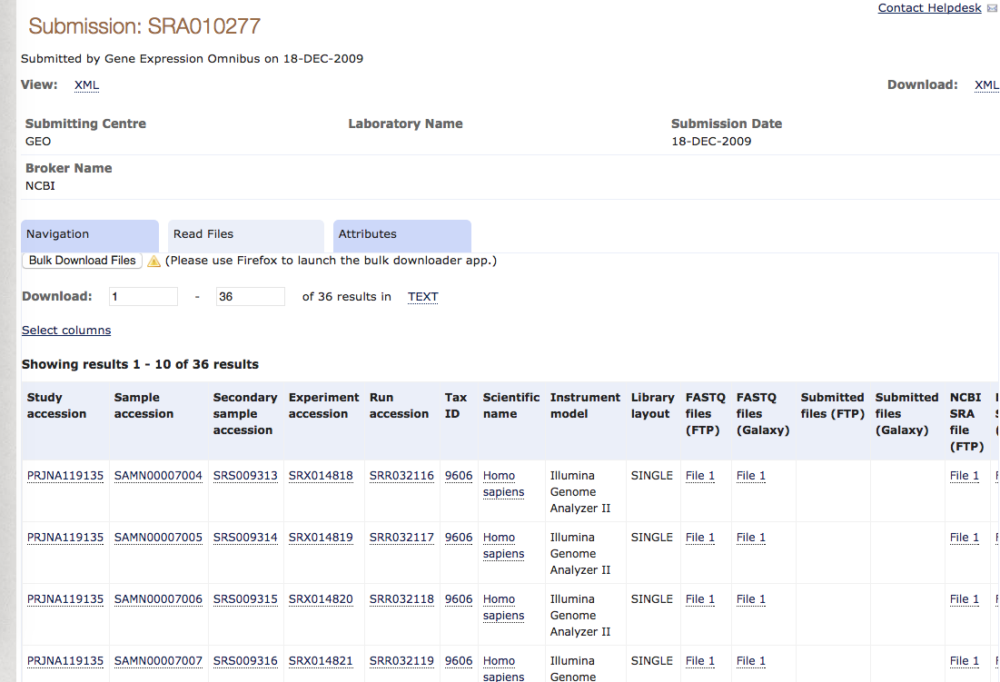 Contact Helpdesk
Submission: SRA010277
Submitted by Gene Expression Omnibus on 18-DEC-2009
View: XML Download: XML
Submitting Centre Laboratory Name Submission Date
GEO 18-DEC-2009
Broker Name
NCBI
Navigation Read Files Attributes
Bulk Download Files (Please use Firefox to launch the bulk downloader app.)
Download: 1 - 36 of 36 results in TEXT
Select columns
Showing results 1 - 10 of 36 results
Study Sample Secondary Experiment Run Tax Scientific Instrument Library FASTQ FASTQ Submitted Submitted NCBI
accession accession sample accession accession ID name model layout files files files (FTP) files SRA
accession (FTP) (Galaxy) (Galaxy) file
(FTP)
PRJNA119135 SAMN00007004 SRS009313 SRX014818 SRR032116 9606 Homo Illumina SINGLE File 1 File 1 File 1
sapiens Genome
Analyzer II
PRJNA119135 SAMN00007005 SRS009314 SRX014819 SRR032117 9606 Homo Illumina SINGLE File 1 File 1 File 1
sapiens Genome
Analyzer II
PRJNA119135 SAMN00007006 SRS009315 SRX014820 SRR032118 9606 Homo Illumina SINGLE File 1 File 1 File 1
sapiens Genome
Analyzer II
PRJNA119135 SAMN00007007 SRS009316 SRX014821 SRR032119 9606 Homo Illumina SINGLE File 1 File 1 File 1
sapiens Genome